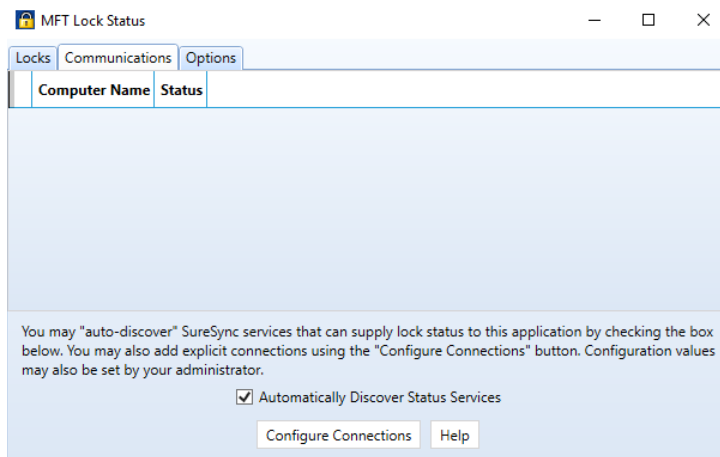 MFT Lock Status
Locks Communications Options
Computer Name Status
You may "auto-discover" SureSync services that can supply lock status to this application by checking the box
below. You may also add explicit connections using the "Configure Connections" button. Configuration values
may also be set by your administrator.
Automatically Discover Status Services
Configure Connections Help